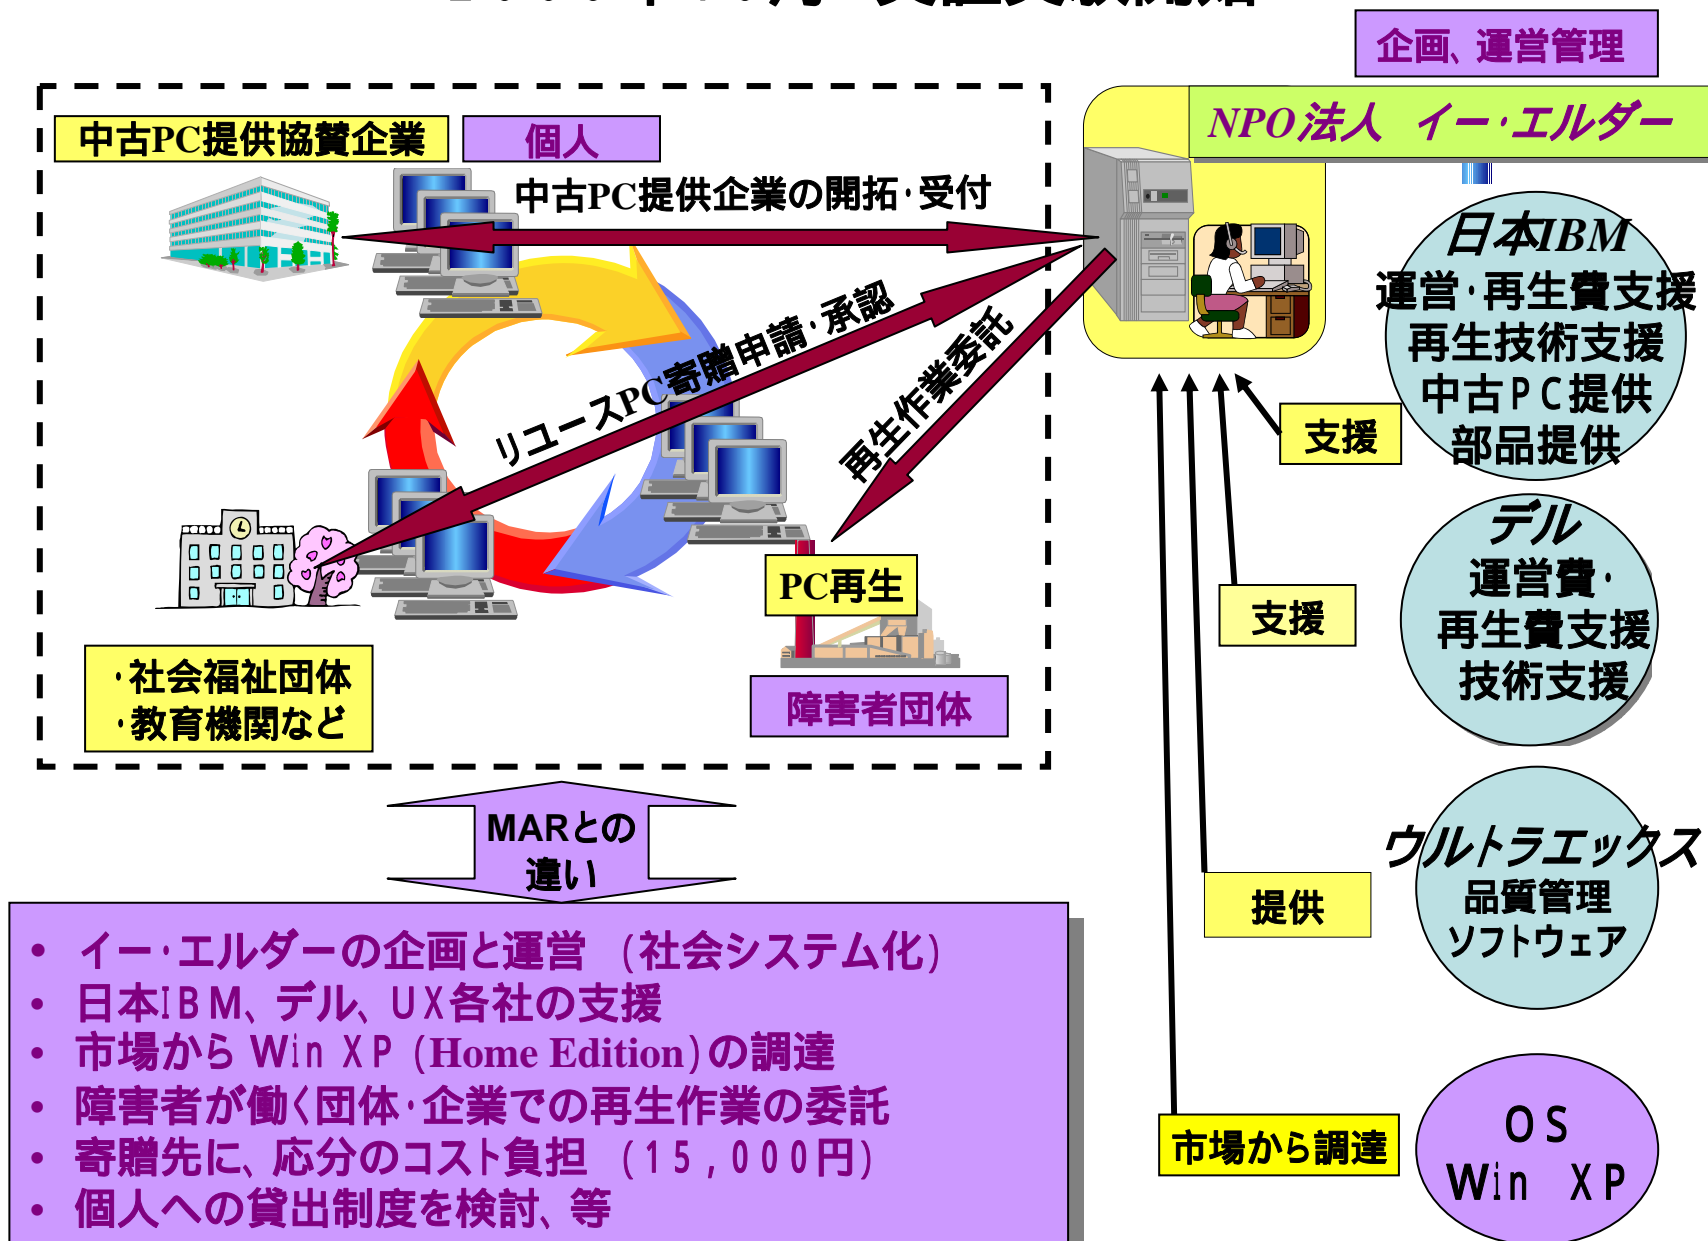 企画、運営管理
NPO法人 イー・エルダー
中古PC提供協賛企業
個人
中古PC提供企業の開拓・受付
リユースPC寄贈申請・承認
再生作業委託
PC再生
障害者団体
・社会福祉団体
・教育機関など
日本IBM
運営・再生費支援
再生技術支援
中古PC提供
部品提供
支援
デル
運営費・
再生費支援
技術支援
支援
ウルトラエックス
品質管理
ソフトウェア
提供
OS
Win XP
市場から調達
MARとの
違い
• イー・エルダーの企画と運営 (社会システム化)
• 日本IBM、デル、UX各社の支援
• 市場から Win XP (Home Edition)の調達
• 障害者が働く団体・企業での再生作業の委託
• 寄贈先に、応分のコスト負担 (15,000円)
• 個人への貸出制度を検討、等